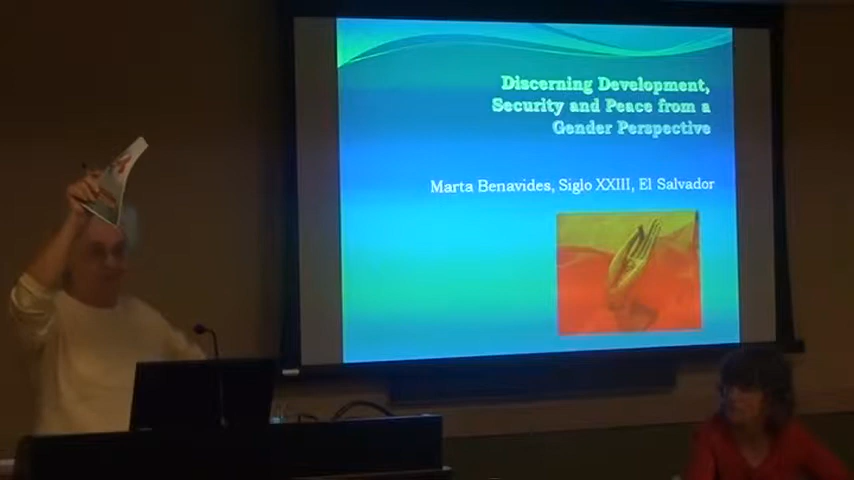 Discerning Development,
Security and Peace from a
Gender Perspective
Marta Benavides, Siglo XXIII, El Salvador